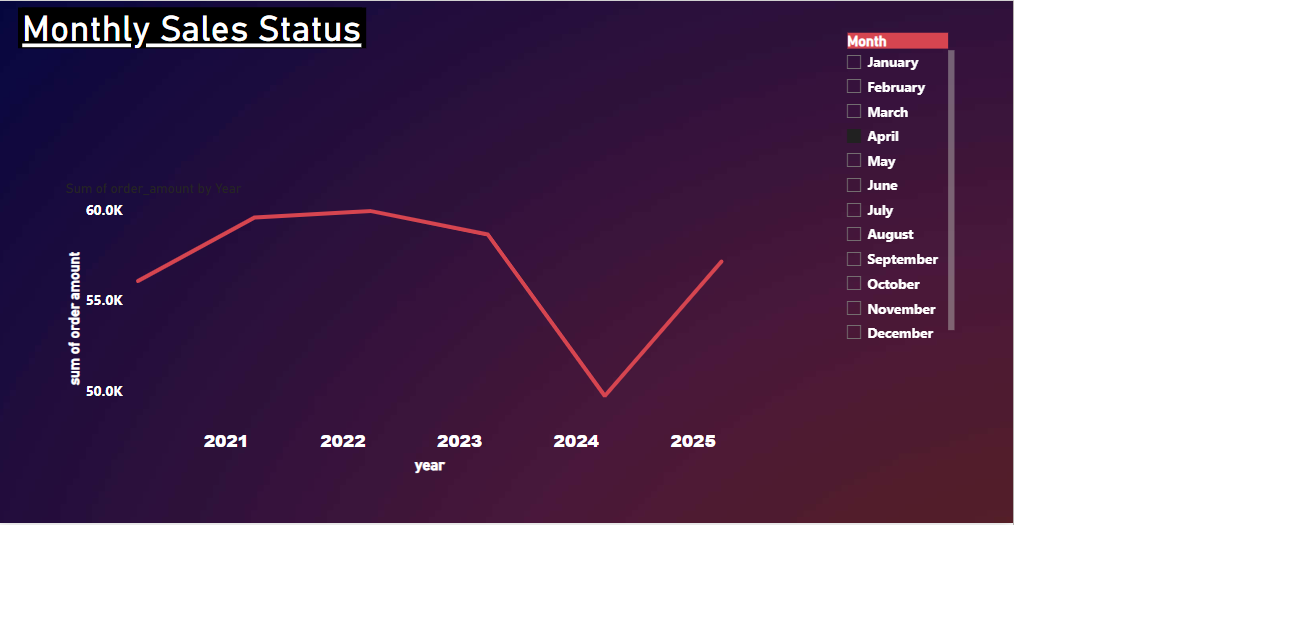 Monthly Sales Status
Month
January
February
March
April
May
June
July
August
September
October
November
December
Sum of order_amount by Year
60.0K
55.0K
50.0K
sum of order amount
2021 2022 2023 2024 2025
year